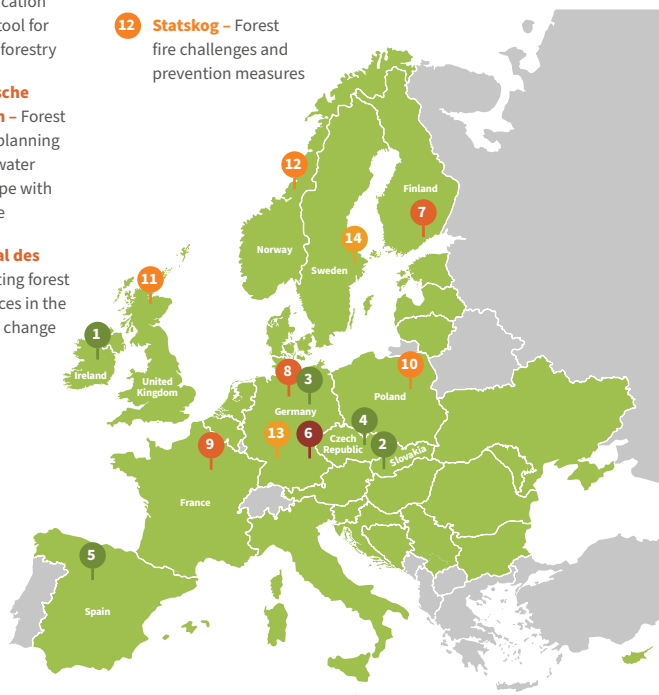 cation
tool for
forestry
sche
n – Forest
planning
water
pe with
e
al des
ting forest
ces in the
change
12 Statskog – Forest
fire challenges and
prevention measures
12
Finland
7
14
Norway
Sweden
11
1
Ireland
United
Kingdom
8
3
10
Poland
Germany
4
13
6
Czech
Republic
2
Slovakia
9
France
5
Spain